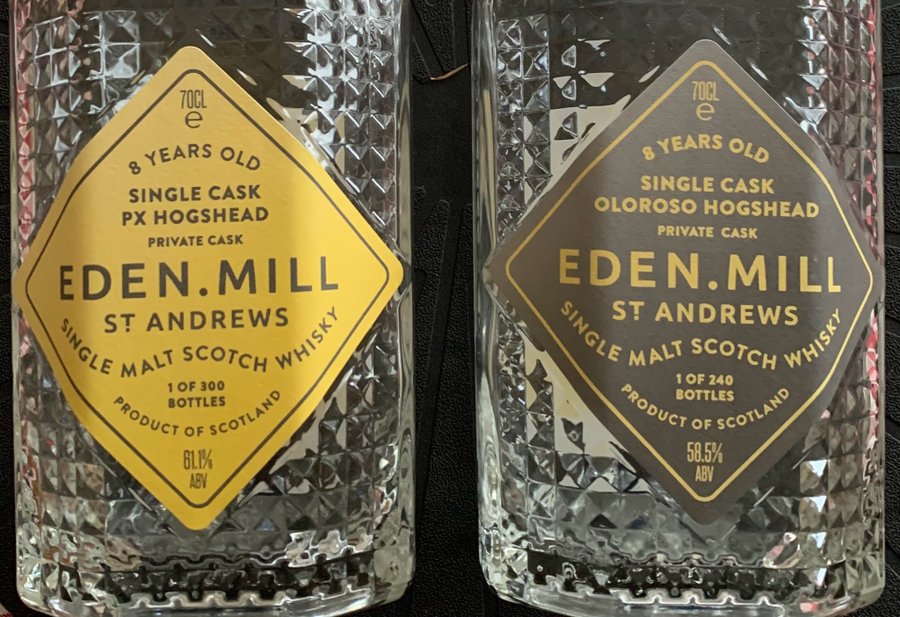 70CL
e
8 YEARS OLD
SINGLE CASK
PX HOGSHEAD
PRIVATE CASK
EDEN.MILL
ST ANDREWS
SINGLE MALT SCOTCH WHISKY
1 OF 300
BOTTLES
PRODUCT OF SCOTLAND
61.1%
ABV
70CL
e
8 YEARS OLD
SINGLE CASK
OLOROSO HOGSHEAD
PRIVATE CASK
EDEN.MILL
ST ANDREWS
SINGLE MALT SCOTCH WHISKY
1 OF 240
BOTTLES
PRODUCT OF SCOTLAND
58.5%
ABV